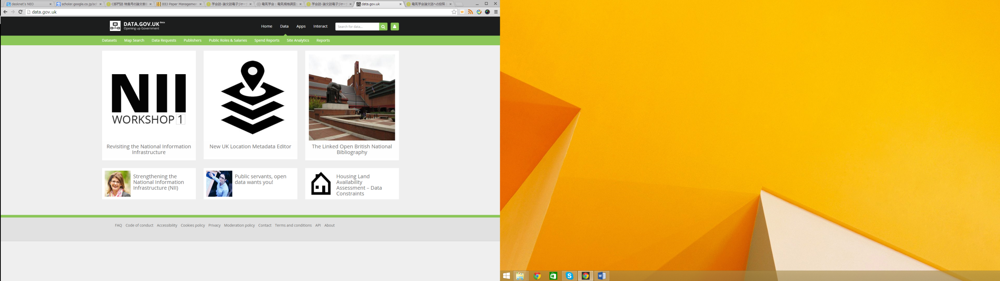 desknet's NEO
scholar.google.co.jp/sch
C部門誌 特集号の論文募
IEEJ Paper Managemen
学会誌・論文誌電子ジャーナ
電気学会：電気規格調査
学会誌・論文誌電子ジャーナ
data.gov.uk
電気学会論文誌への投稿
data.gov.uk
DATA.GOV.UK Beta
Opening up Government
Home Data Apps Interact
Search for data...
Datasets Map Search Data Requests Publishers Public Roles & Salaries Spend Reports Site Analytics Reports
NII
WORKSHOP 1
Revisiting the National Information
Infrastructure
New UK Location Metadata Editor
The Linked Open British National
Bibliography
Strengthening the
National Information
Infrastructure (NII)
Public servants, open
data wants you!
Housing Land
Availability
Assessment – Data
Constraints
FAQ Code of conduct Accessibility Cookies policy Privacy Moderation policy Contact Terms and conditions API About